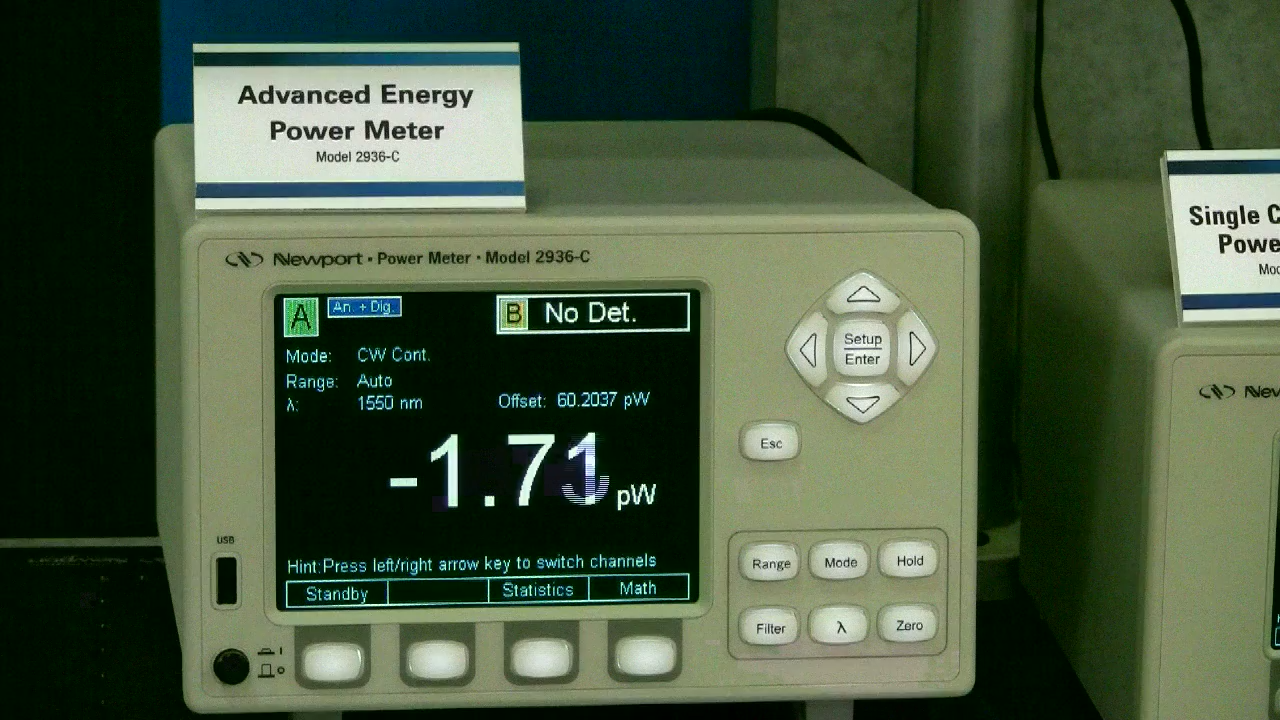 Advanced Energy
Power Meter
Model 2936-C
Single
Newport • Power Meter • Model 2936-C
A An. + Dig. B No Det.
Mode: CW Cont.
Range: Auto
λ: 1550 nm Offset: 60.2037 pW
-1.71 pW
Hint:Press left/right arrow key to switch channels
Standby Statistics Math
USB
Setup
Enter
Esc
Range Mode Hold
Filter λ Zero